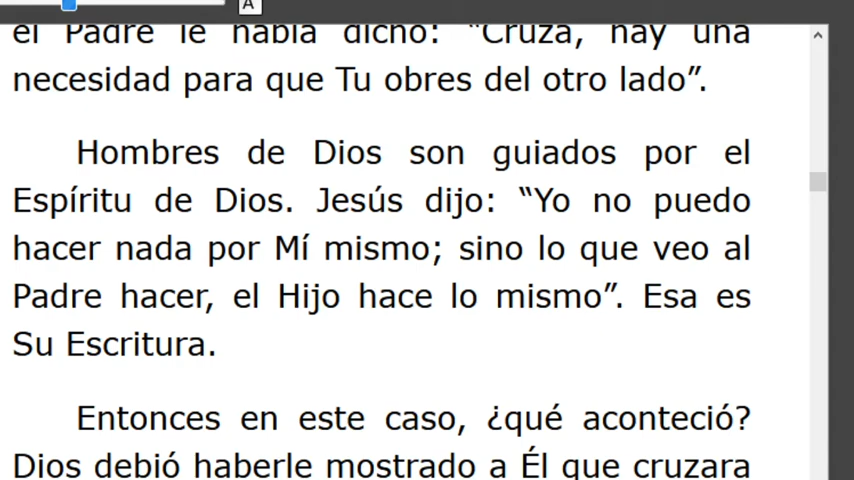 A
el Padre le había dicho: “Cruza, hay una
necesidad para que Tu obres del otro lado”.
Hombres de Dios son guiados por el
Espíritu de Dios. Jesús dijo: “Yo no puedo
hacer nada por Mí mismo; sino lo que veo al
Padre hacer, el Hijo hace lo mismo”. Esa es
Su Escritura.
Entonces en este caso, ¿qué aconteció?
Dios debió haberle mostrado a Él que cruzara